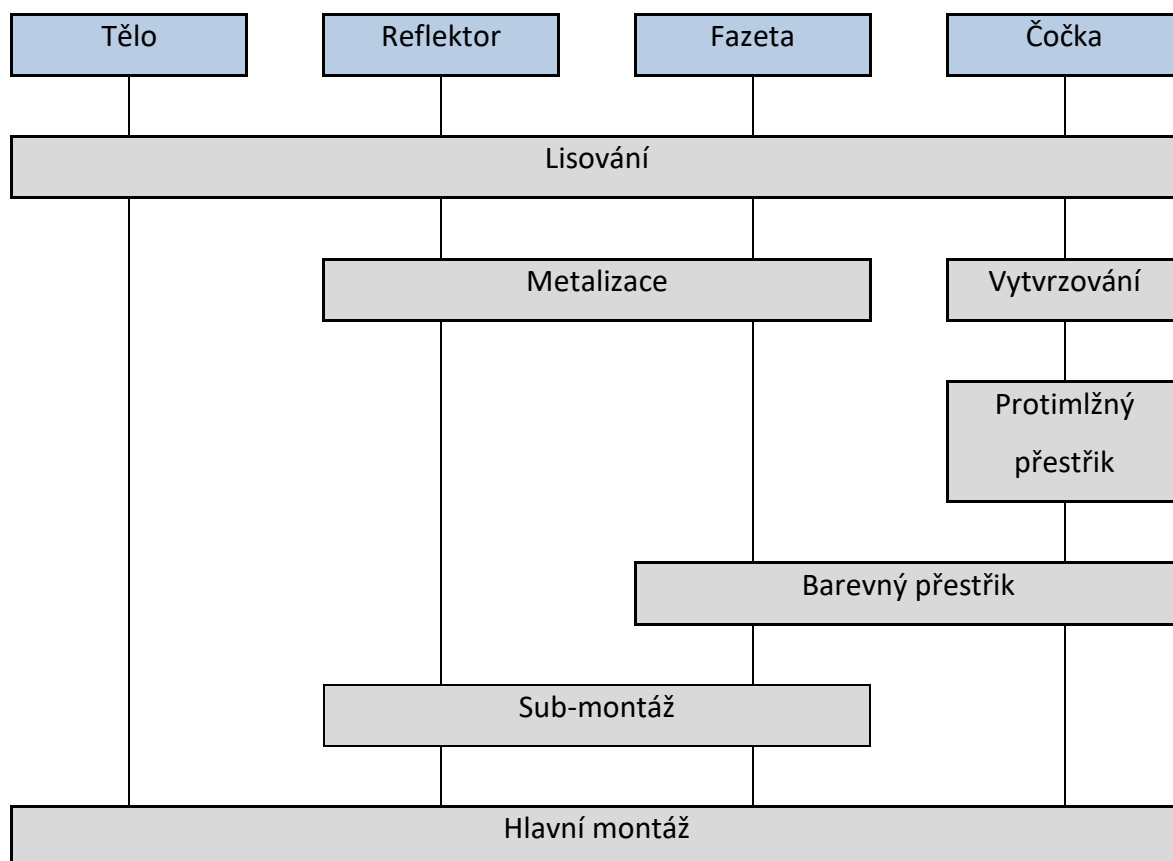 Tělo
Reflektor
Fazeta
Čočka
Lisování
Metalizace
Vytvrzování
Protimlžný
přestřik
Barevný přestřik
Sub-montáž
Hlavní montáž